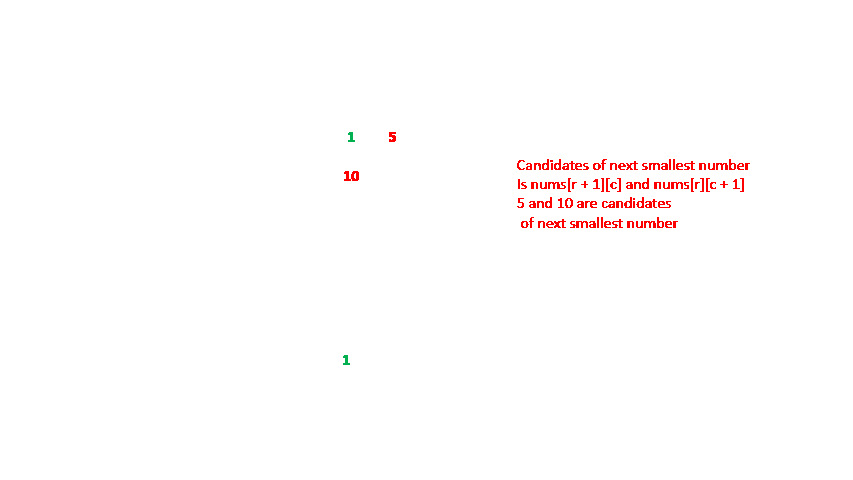 1 5
10
Candidates of next smallest number
Is nums[r + 1][c] and nums[r][c + 1]
5 and 10 are candidates
of next smallest number
1